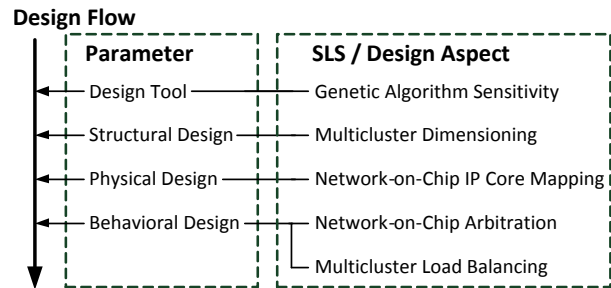 Design Flow
Parameter SLS / Design Aspect
Design Tool Genetic Algorithm Sensitivity
Structural Design Multicluster Dimensioning
Physical Design Network-on-Chip IP Core Mapping
Behavioral Design Network-on-Chip Arbitration
Multicluster Load Balancing